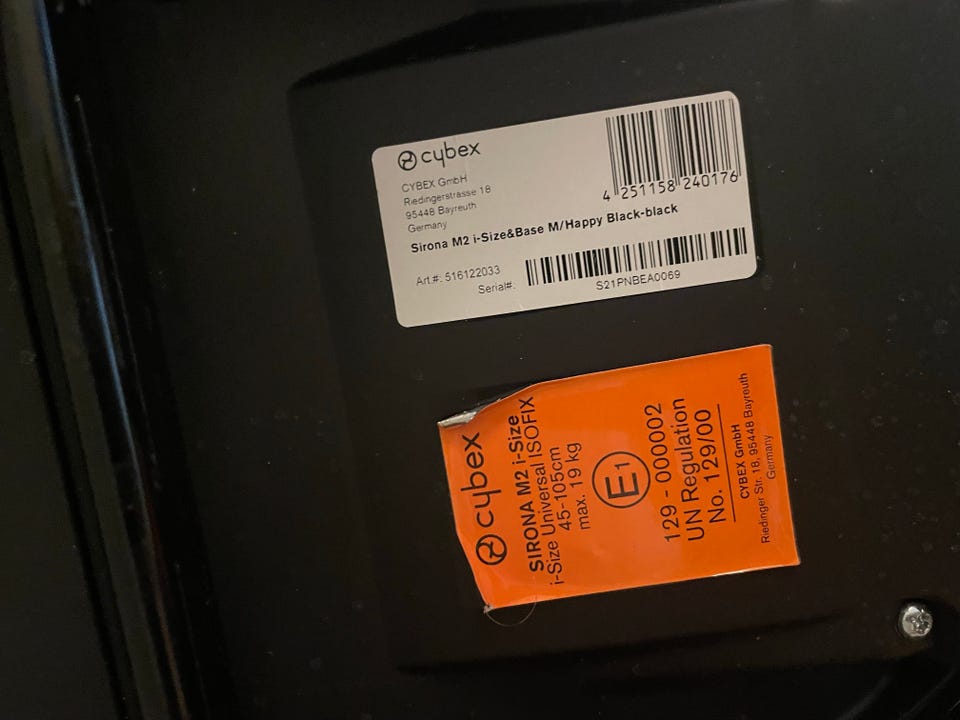 cybex
CYBEX GmbH
Riedingerstrasse 18
95448 Bayreuth
Germany
4 251158 240176
Sirona M2 i-Size&Base M/Happy Black-black
Art.#: 516122033
Serial#:
S21PNBEA0069
cybex
SIRONA M2 i-Size
i-Size Universal ISOFIX
45-105cm
max. 19 kg
E1
129 - 000002
UN Regulation
No. 129/00
CYBEX GmbH
Riedinger Str. 18, 95448 Bayreuth
Germany